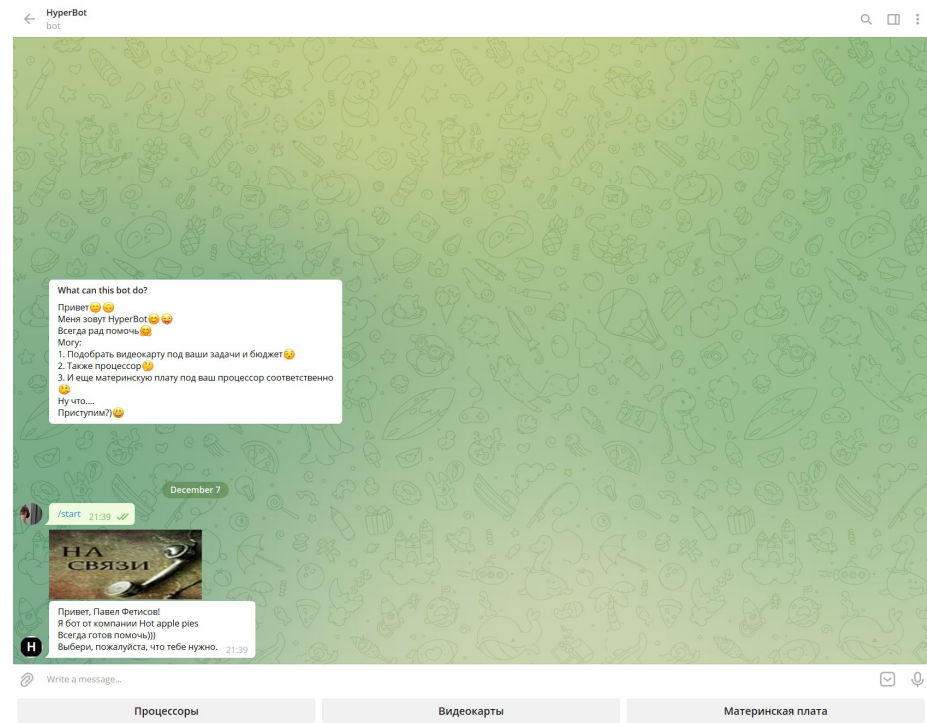 HyperBot
bot
What can this bot do?
Привет😊😊
Меня зовут HyperBot😊😜
Всегда рад помочь🤗
Могу:
1. Подобрать видеокарту под ваши задачи и бюджет😏
2. Также процессор🤔
3. И еще материнскую плату под ваш процессор соответственно
🧐
Ну что....
Приступим?)😃
December 7
/start 21:39
НА
СВЯЗИ
Привет, Павел Фетисов!
Я бот от компании Hot apple pies
Всегда готов помочь)))
Выбери, пожалуйста, что тебе нужно. 21:39
H
Write a message...
Процессоры Видеокарты Материнская плата